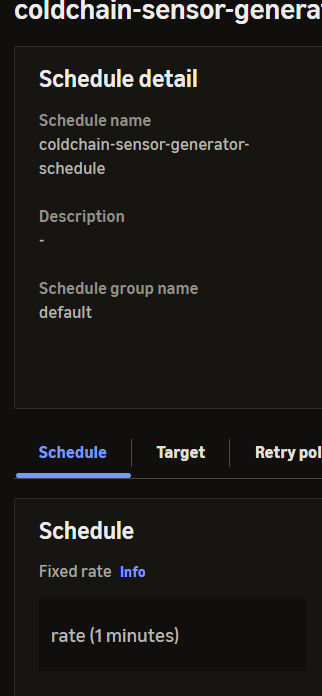 coldchain-sensor-genera
Schedule detail
Schedule name
coldchain-sensor-generator-
schedule
Description
-
Schedule group name
default
Schedule
Target
Retry pol
Schedule
Fixed rate Info
rate (1 minutes)